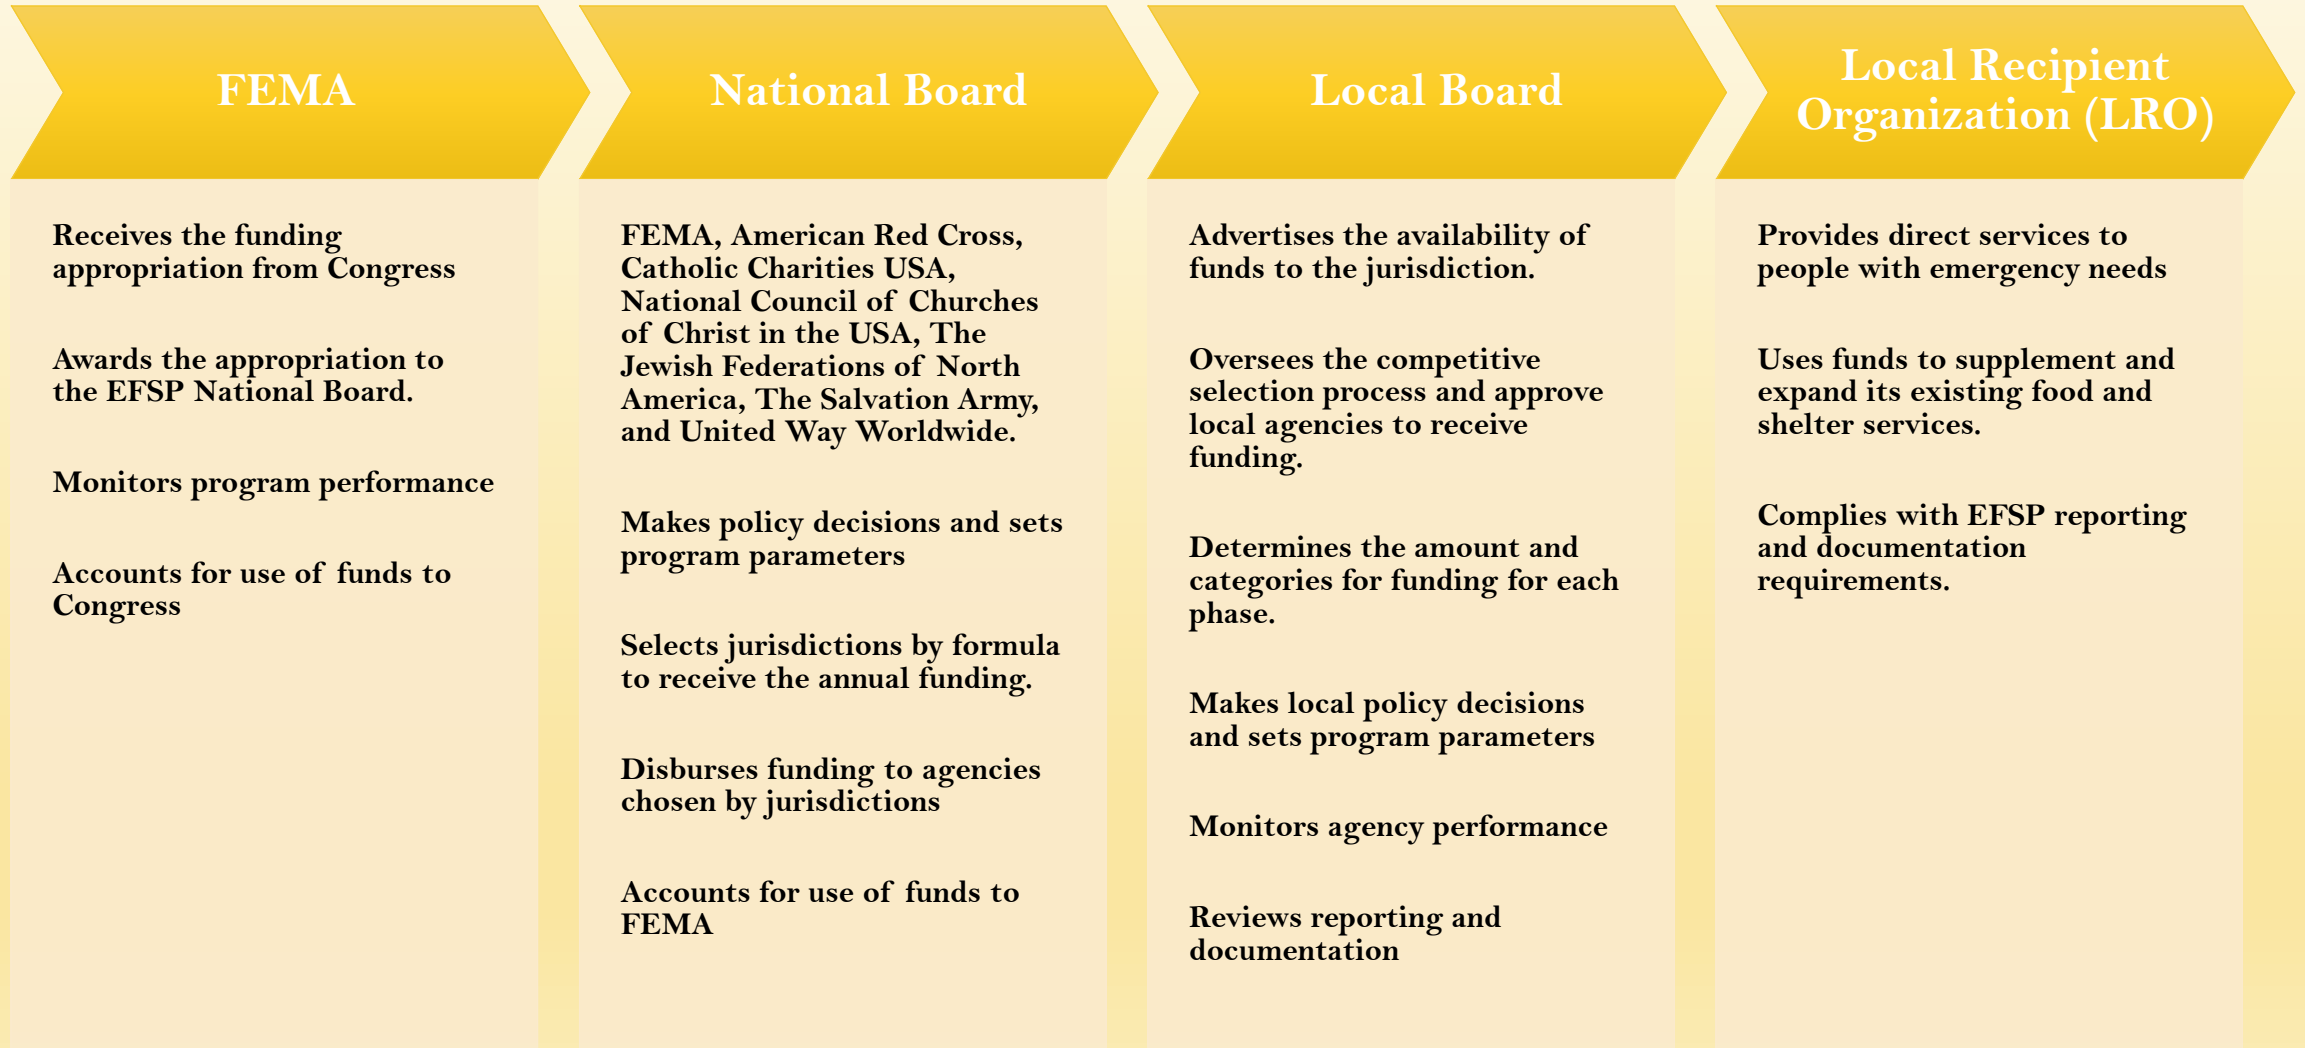 FEMA
Receives the funding
appropriation from Congress
Awards the appropriation to
the EFSP National Board.
Monitors program performance
Accounts for use of funds to
Congress
National Board
FEMA, American Red Cross,
Catholic Charities USA,
National Council of Churches
of Christ in the USA, The
Jewish Federations of North
America, The Salvation Army,
and United Way Worldwide.
Makes policy decisions and sets
program parameters
Selects jurisdictions by formula
to receive the annual funding.
Disburses funding to agencies
chosen by jurisdictions
Accounts for use of funds to
FEMA
Local Board
Advertises the availability of
funds to the jurisdiction.
Oversees the competitive
selection process and approve
local agencies to receive
funding.
Determines the amount and
categories for funding for each
phase.
Makes local policy decisions
and sets program parameters
Monitors agency performance
Reviews reporting and
documentation
Local Recipient
Organization (LRO)
Provides direct services to
people with emergency needs
Uses funds to supplement and
expand its existing food and
shelter services.
Complies with EFSP reporting
and documentation
requirements.